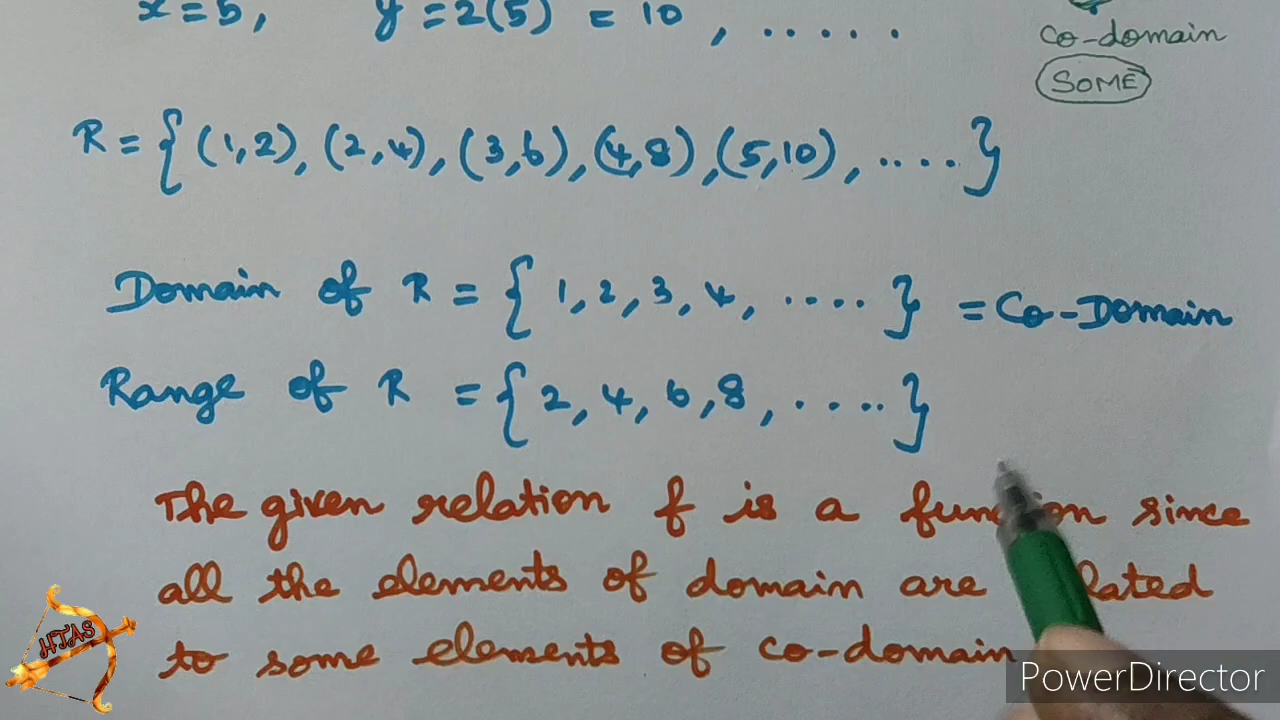 x = 5, y = 2(5) = 10 , .....
co-domain
SOME
R = { (1,2), (2,4), (3,6), (4,8), (5,10), .... }
Domain of R = { 1, 2, 3, 4, .... } = Co-Domain
Range of R = { 2, 4, 6, 8, .... }
The given relation f is a function since
all the elements of domain are lated
to some elements of co-domain
HTAS
PowerDirector